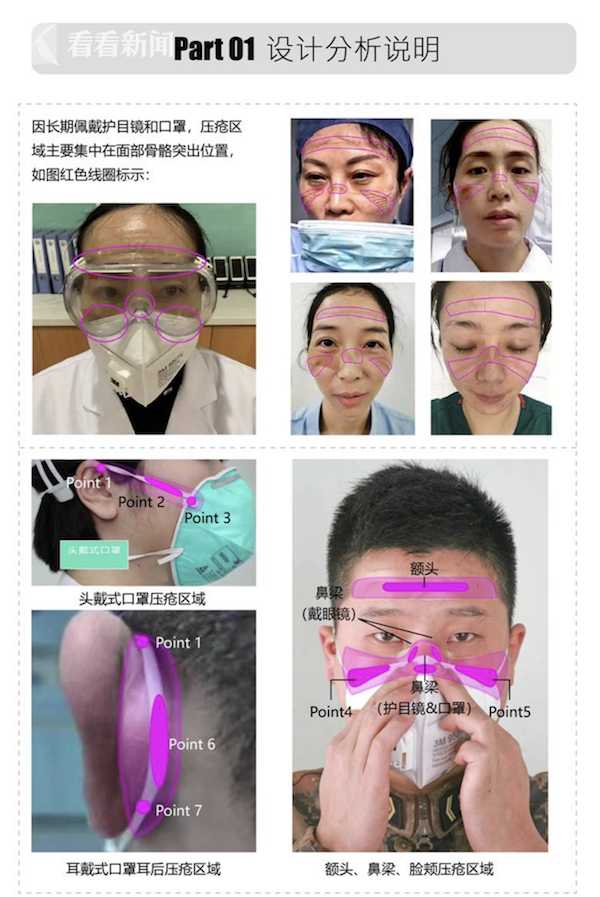 看看新闻
Part 01 设计分析说明
因长期佩戴护目镜和口罩，压疮区
域主要集中在面部骨骼突出位置，
如图红色线圈标示：
Point 1
Point 2
Point 3
头戴式口罩
头戴式口罩压疮区域
Point 1
Point 6
Point 7
耳戴式口罩耳后压疮区域
额头
鼻梁
（戴眼镜）
鼻梁
（护目镜&口罩）
Point4
Point5
额头、鼻梁、脸颊压疮区域